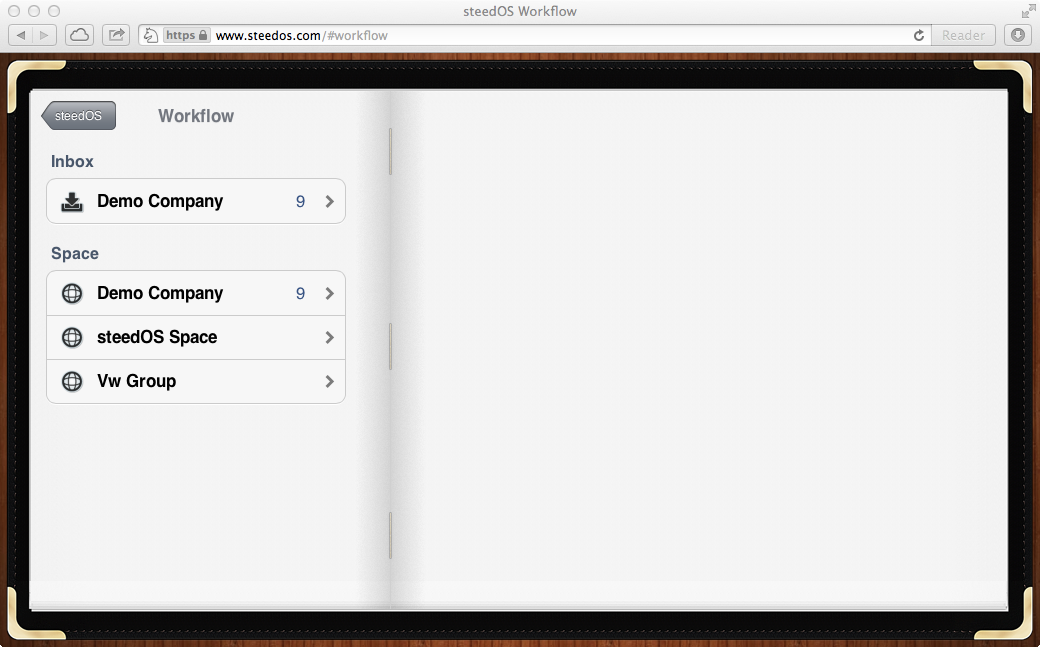 steedOS Workflow
https www.steedos.com/#workflow Reader
steedOS Workflow
Inbox
Demo Company 9
Space
Demo Company 9
steedOS Space
Vw Group